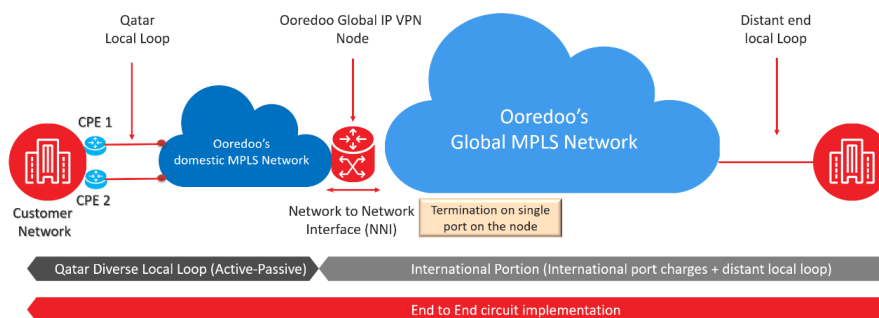 Qatar
Local Loop
Ooredoo Global IP VPN
Node
Distant end
local Loop
CPE 1
Ooredoo's
domestic MPLS Network
Ooredoo's
Global MPLS Network
CPE 2
Customer
Network
Network to Network
Interface (NNI)
Termination on single
port on the node
Qatar Diverse Local Loop (Active-Passive)
International Portion (International port charges + distant local loop)
End to End circuit implementation